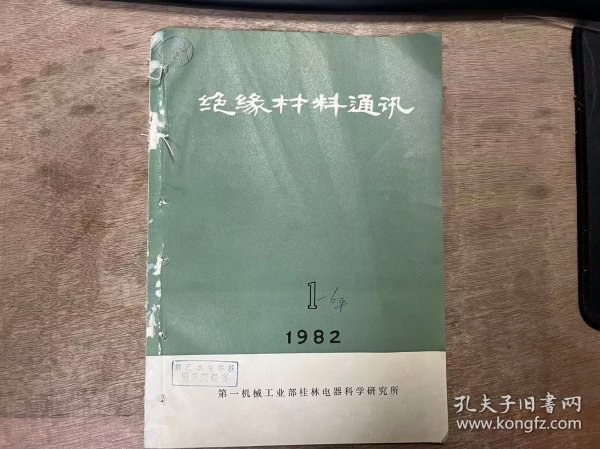 绝缘材料通讯
1-6本
1982
第一机械工业部桂林电器科学研究所
孔夫子旧书网
www.kongfz.com